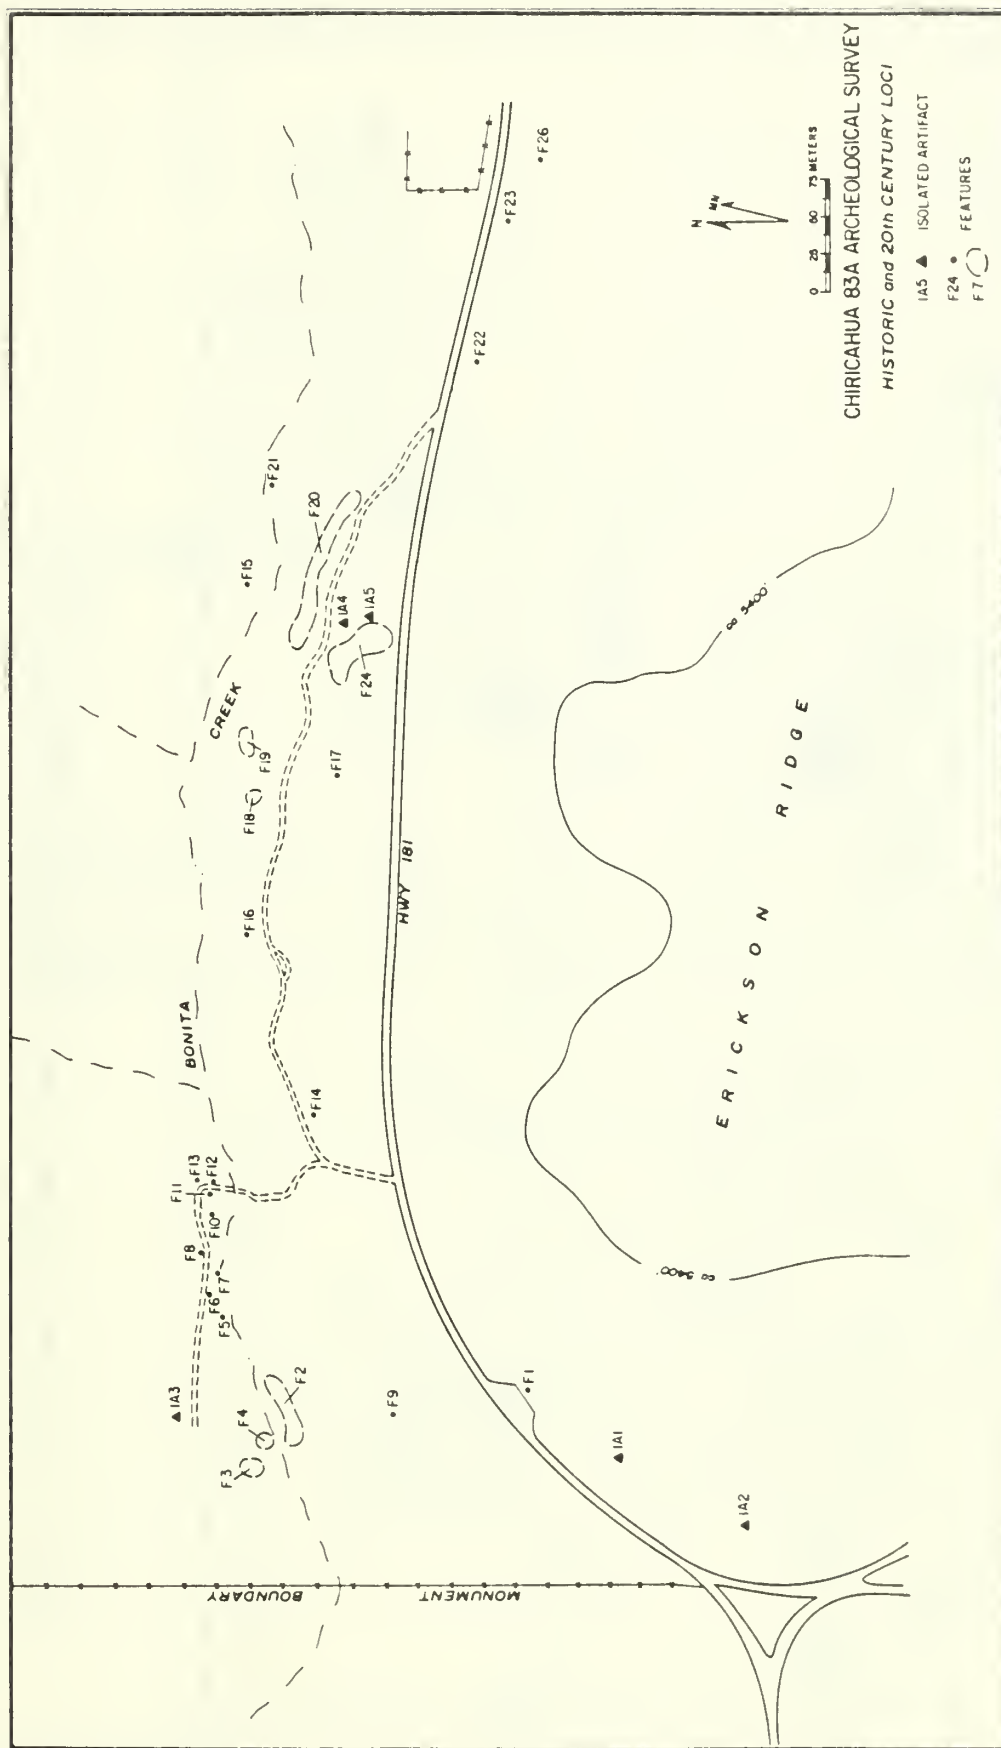 CHIRICAHUA 83A ARCHEOLOGICAL SURVEY
HISTORIC and 20th CENTURY LOCI
IA5 ISOLATED ARTIFACT
F24 FEATURES
F7
0 25 50 75 METERS
N MN
MONUMENT BOUNDARY
BONITA CREEK
HWY 181
ERICKSON RIDGE
5400'
5400'
IA3
F3
F4
F2
F5
F6
F7
F8
F10
F11
F13
F12
F9
F1
IA1
IA2
F14
F16
F18
F19
F17
F15
F21
F20
IA4
IA5
F24
F22
F23
F26